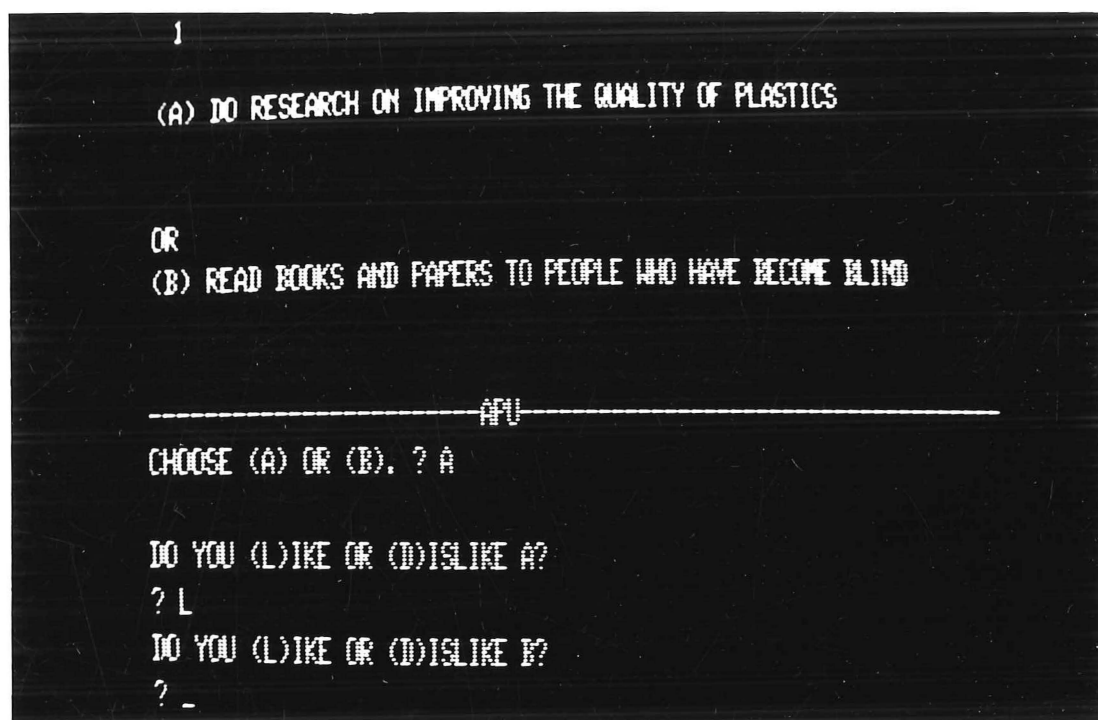 1
(A) DO RESEARCH ON IMPROVING THE QUALITY OF PLASTICS
OR
(B) READ BOOKS AND PAPERS TO PEOPLE WHO HAVE BECOME BLIND
-----------------------APU---------------------------------
CHOOSE (A) OR (B). ? A
DO YOU (L)IKE OR (D)ISLIKE A?
? L
DO YOU (L)IKE OR (D)ISLIKE B?
? _